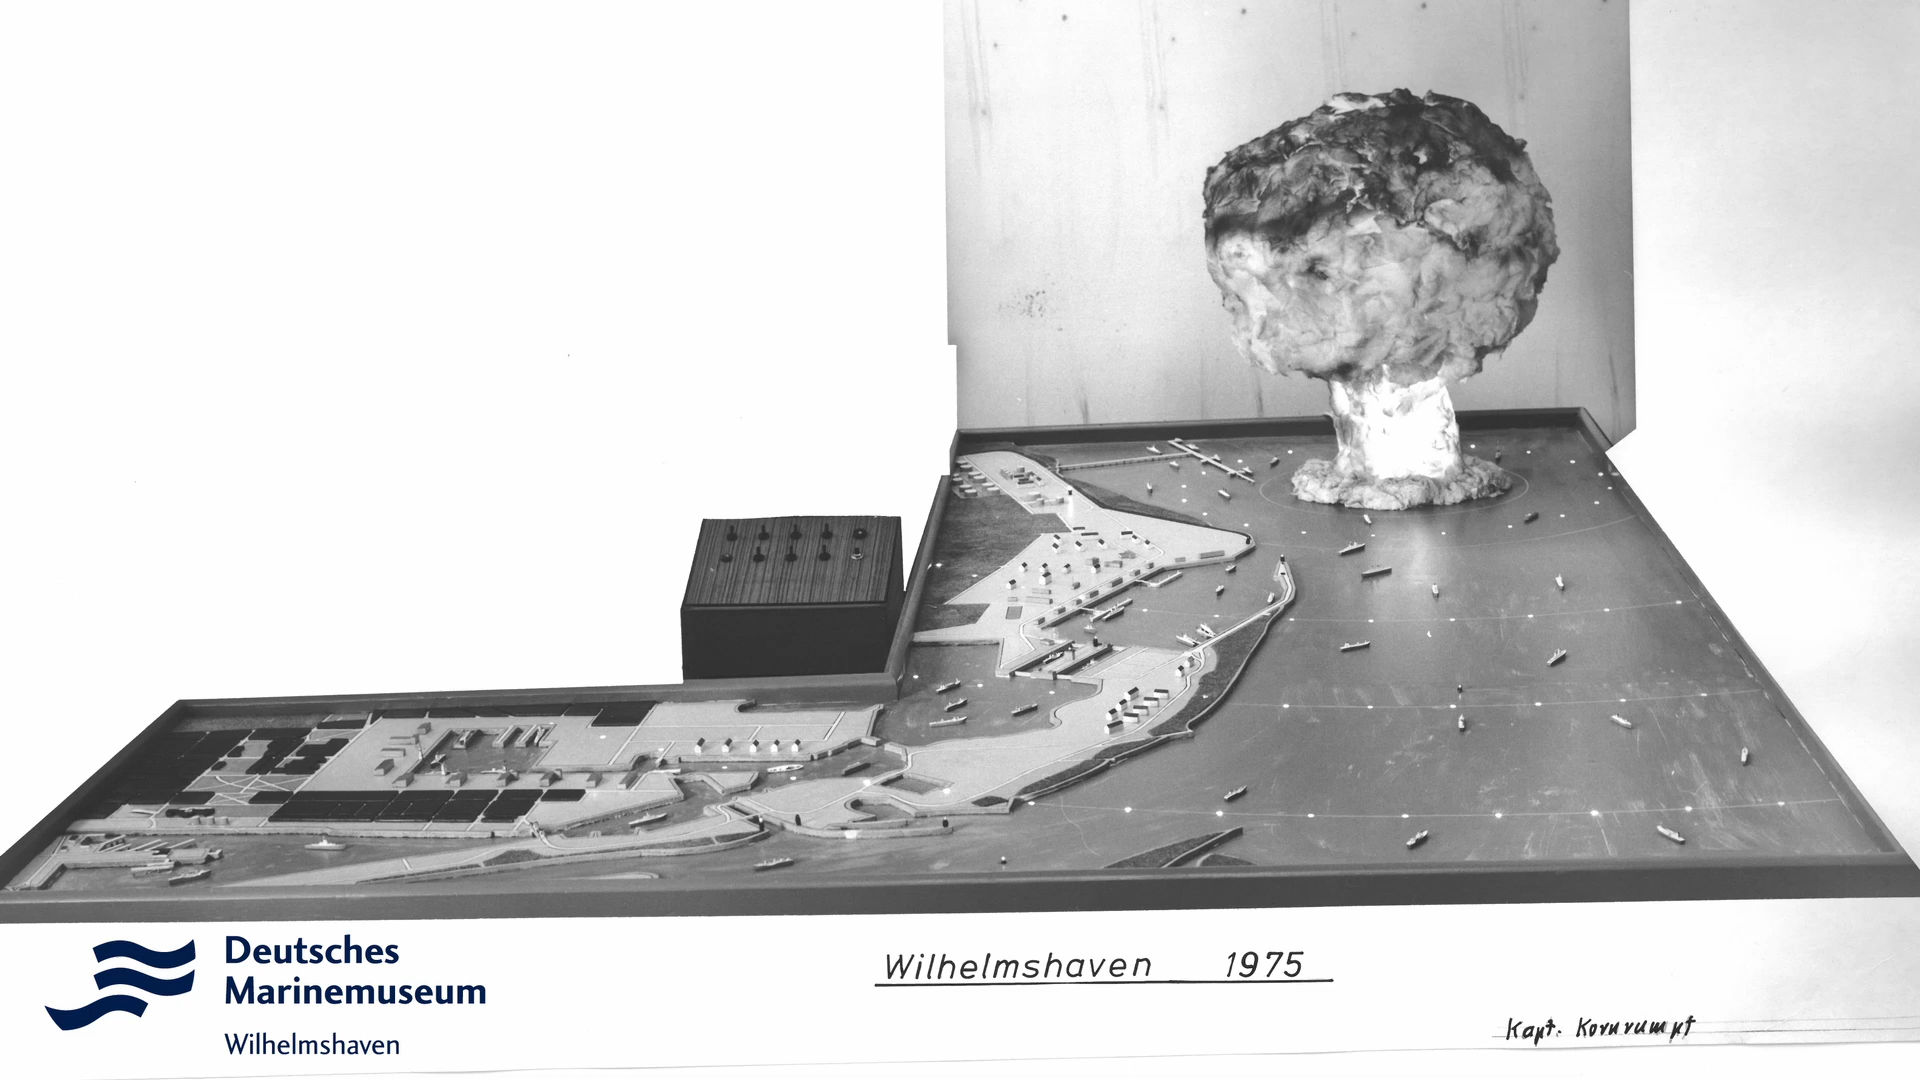 Deutsches
Marinemuseum
Wilhelmshaven
Wilhelmshaven 1975
Kapt. Kornrumpf